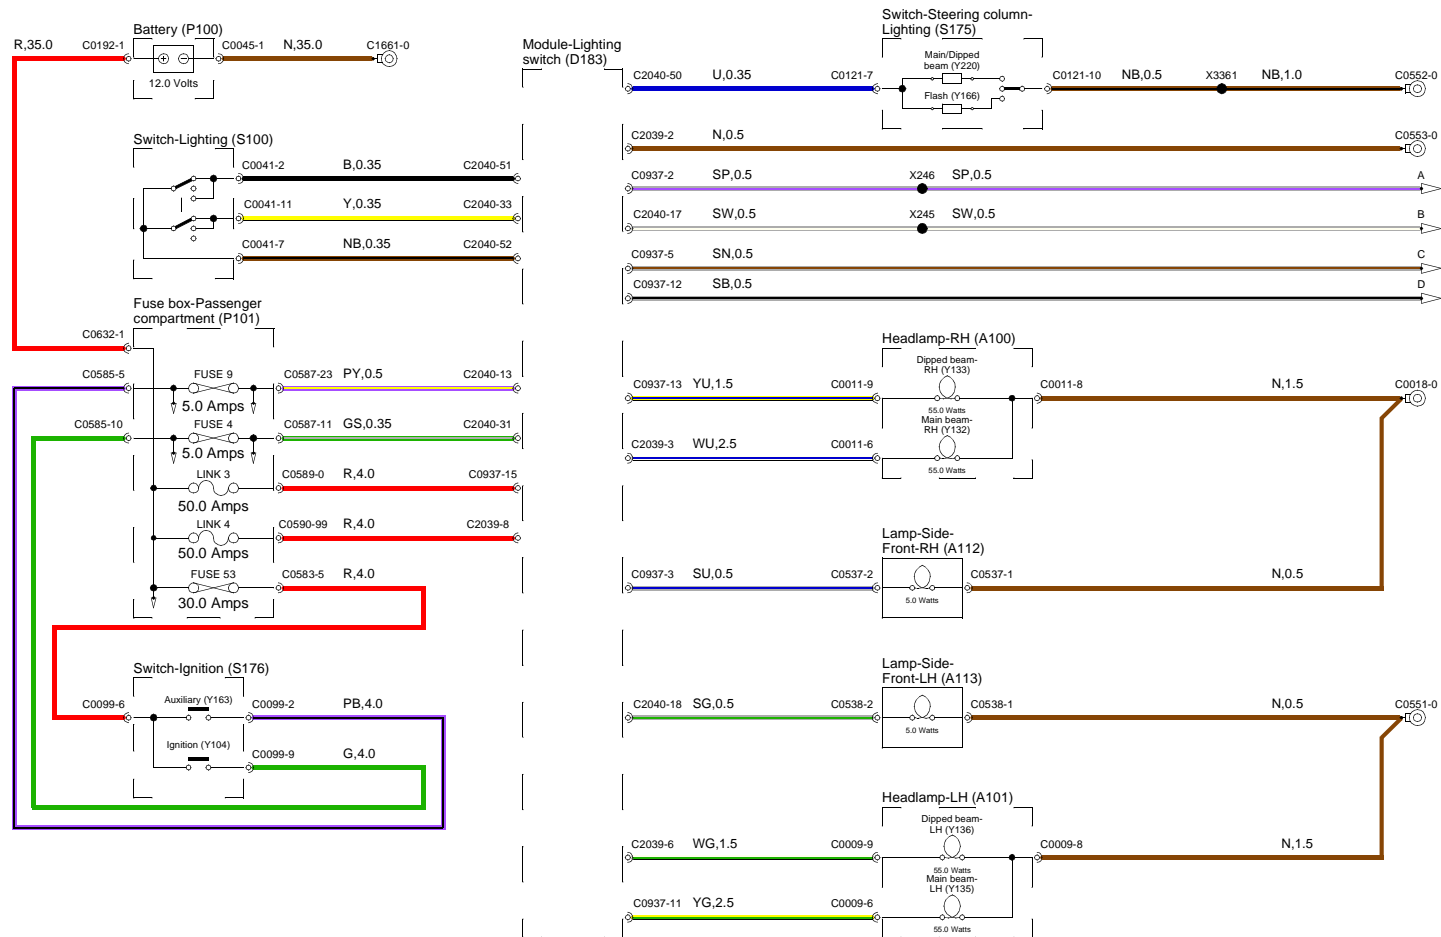 Battery (P100)
R,35.0
C0192-1
C0045-1
N,35.0
C1661-0
12.0 Volts
Module-Lighting
switch (D183)
Switch-Steering column-
Lighting (S175)
C2040-50
U,0.35
C0121-7
Main/Dipped
beam (Y220)
Flash (Y166)
C0121-10
NB,0.5
X3361
NB,1.0
C0552-0
Switch-Lighting (S100)
C2039-2
N,0.5
C0553-0
C0041-2
B,0.35
C2040-51
C0937-2
SP,0.5
X246
SP,0.5
A
C0041-11
Y,0.35
C2040-33
C2040-17
SW,0.5
X245
SW,0.5
B
C0041-7
NB,0.35
C2040-52
C0937-5
SN,0.5
C
C0937-12
SB,0.5
D
Fuse box-Passenger
compartment (P101)
C0632-1
C0585-5
FUSE 9
5.0 Amps
C0587-23
PY,0.5
C2040-13
C0585-10
FUSE 4
5.0 Amps
C0587-11
GS,0.35
C2040-31
LINK 3
50.0 Amps
C0589-0
R,4.0
C0937-15
LINK 4
50.0 Amps
C0590-99
R,4.0
C2039-8
FUSE 53
30.0 Amps
C0583-5
R,4.0
Headlamp-RH (A100)
C0937-13
YU,1.5
C0011-9
Dipped beam-
RH (Y133)
55.0 Watts
C0011-8
N,1.5
C0018-0
C2039-3
WU,2.5
C0011-6
Main beam-
RH (Y132)
55.0 Watts
Lamp-Side-
Front-RH (A112)
C0937-3
SU,0.5
C0537-2
5.0 Watts
C0537-1
N,0.5
Switch-Ignition (S176)
C0099-6
Auxiliary (Y163)
C0099-2
PB,4.0
Ignition (Y104)
C0099-9
G,4.0
Lamp-Side-
Front-LH (A113)
C2040-18
SG,0.5
C0538-2
5.0 Watts
C0538-1
N,0.5
C0551-0
Headlamp-LH (A101)
C2039-6
WG,1.5
C0009-9
Dipped beam-
LH (Y136)
55.0 Watts
C0009-8
N,1.5
C0937-11
YG,2.5
C0009-6
Main beam-
LH (Y135)
55.0 Watts